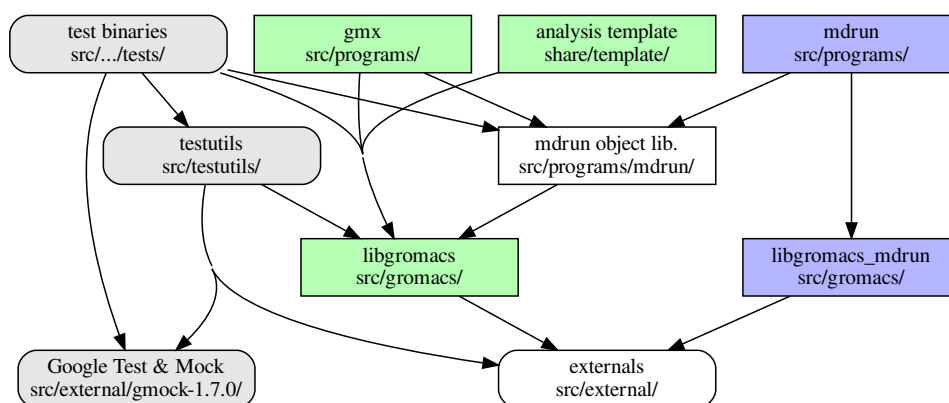 test binaries
src/.../tests/
gmx
src/programs/
analysis template
share/template/
mdrun
src/programs/
testutils
src/testutils/
mdrun object lib.
src/programs/mdrun/
libgromacs
src/gromacs/
libgromacs_mdrun
src/gromacs/
Google Test & Mock
src/external/gmock-1.7.0/
externals
src/external/